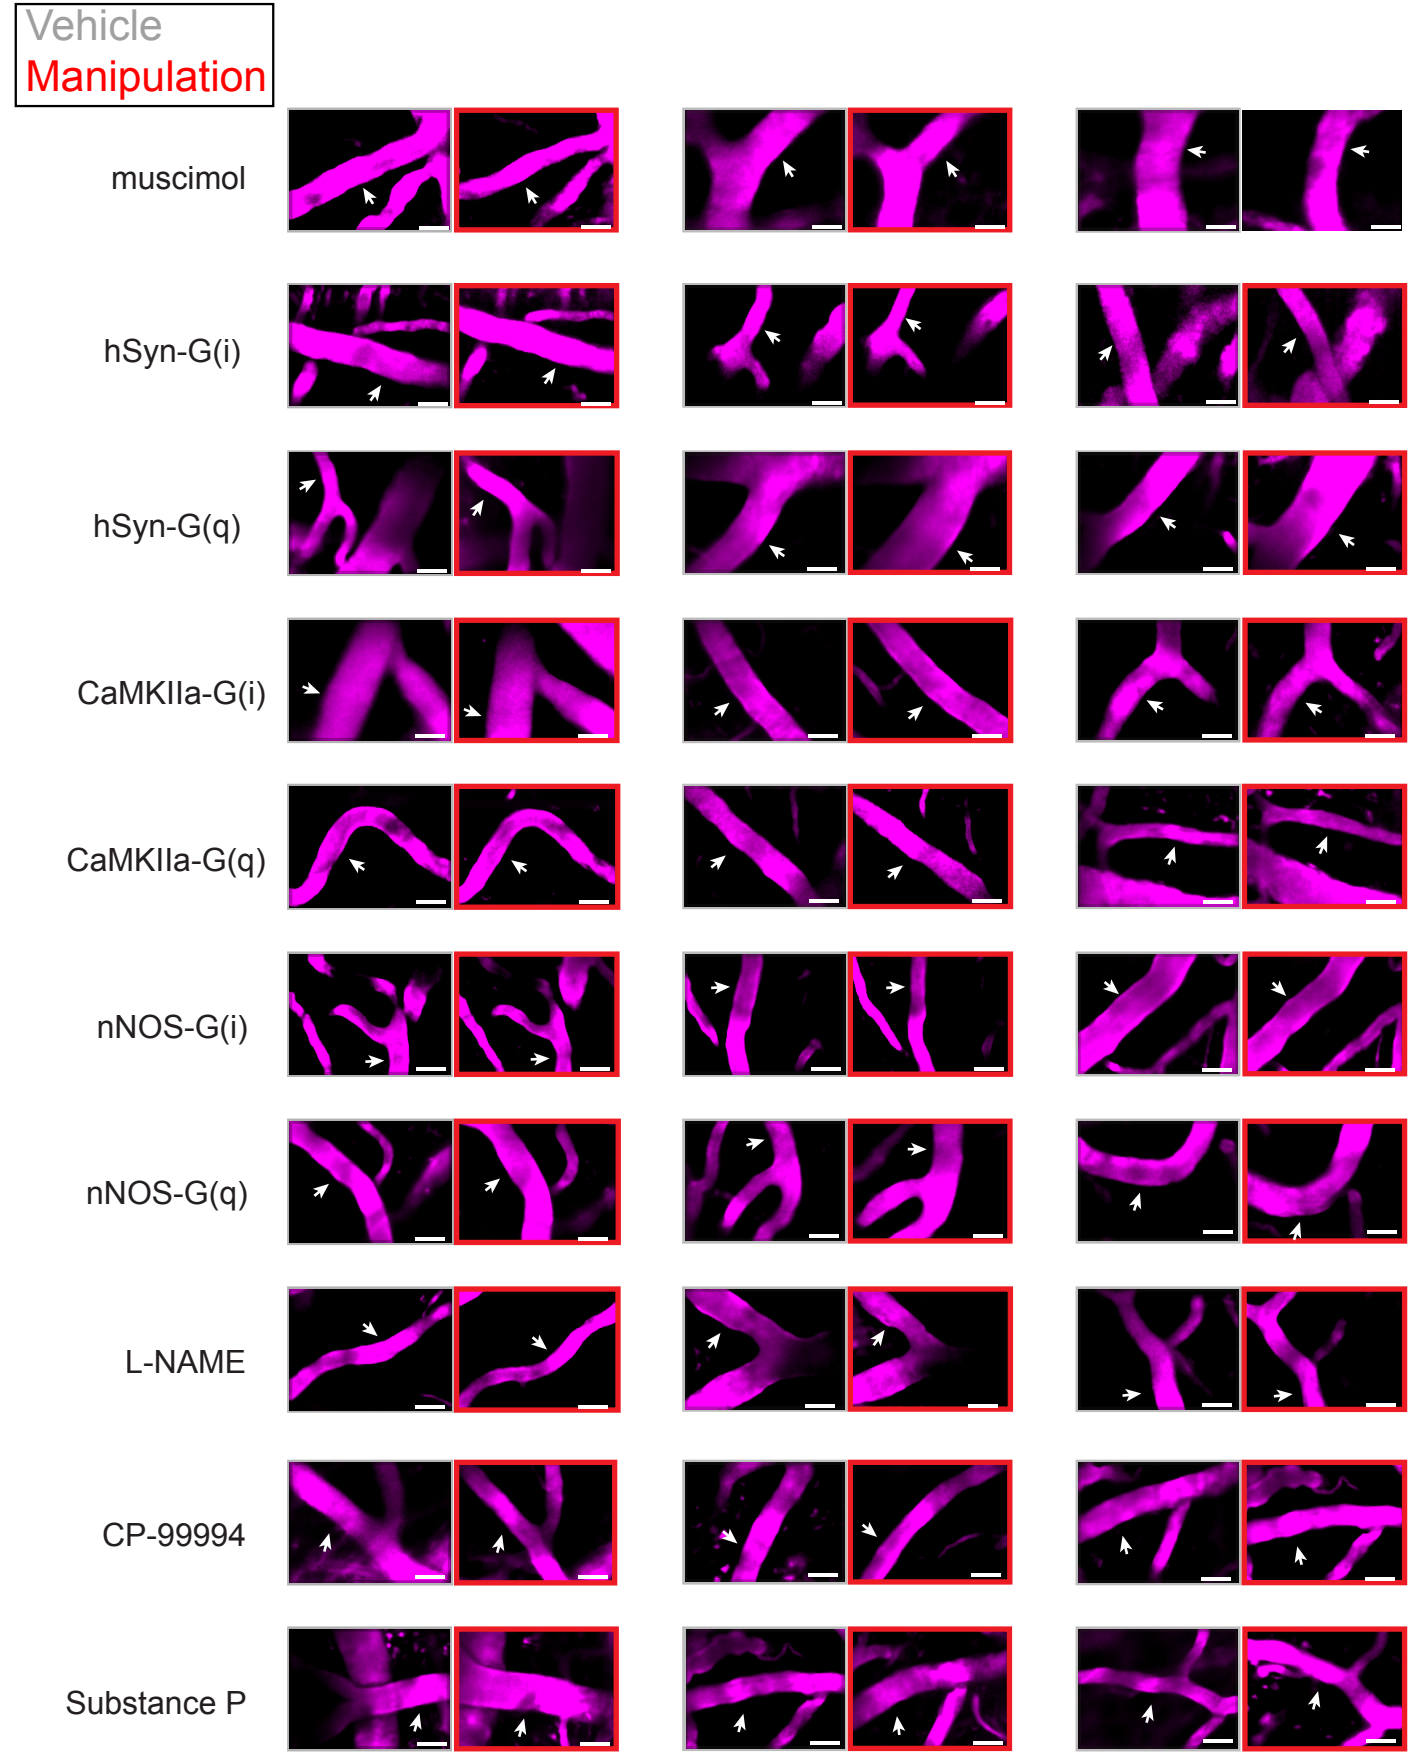 Vehicle
Manipulation
muscimol
hSyn-G(i)
hSyn-G(q)
CaMKIIa-G(i)
CaMKIIa-G(q)
nNOS-G(i)
nNOS-G(q)
L-NAME
CP-99994
Substance P